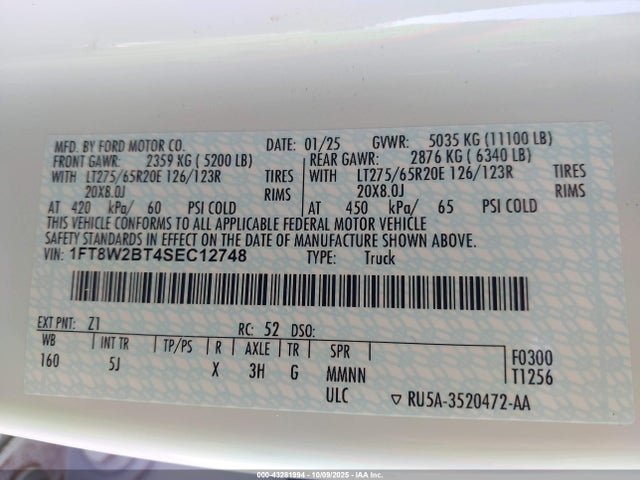 MFD. BY FORD MOTOR CO. DATE: 01/25 GVWR: 5035 KG (11100 LB)
FRONT GAWR: 2359 KG ( 5200 LB) REAR GAWR: 2876 KG ( 6340 LB)
WITH LT275/65R20E 126/123R TIRES WITH LT275/65R20E 126/123R TIRES
20X8.0J RIMS 20X8.0J RIMS
AT 420 kPa/ 60 PSI COLD AT 450 kPa/ 65 PSI COLD
THIS VEHICLE CONFORMS TO ALL APPLICABLE FEDERAL MOTOR VEHICLE
SAFETY STANDARDS IN EFFECT ON THE DATE OF MANUFACTURE SHOWN ABOVE.
VIN: 1FT8W2BT4SEC12748 TYPE: Truck
EXT PNT: Z1 RC: 52 DSO:
WB INT TR TP/PS R AXLE TR SPR F0300
160 5J X 3H G MMNN T1256
ULC ▽ RU5A-3520472-AA
000-43281994 - 10/09/2025 - IAA Inc.